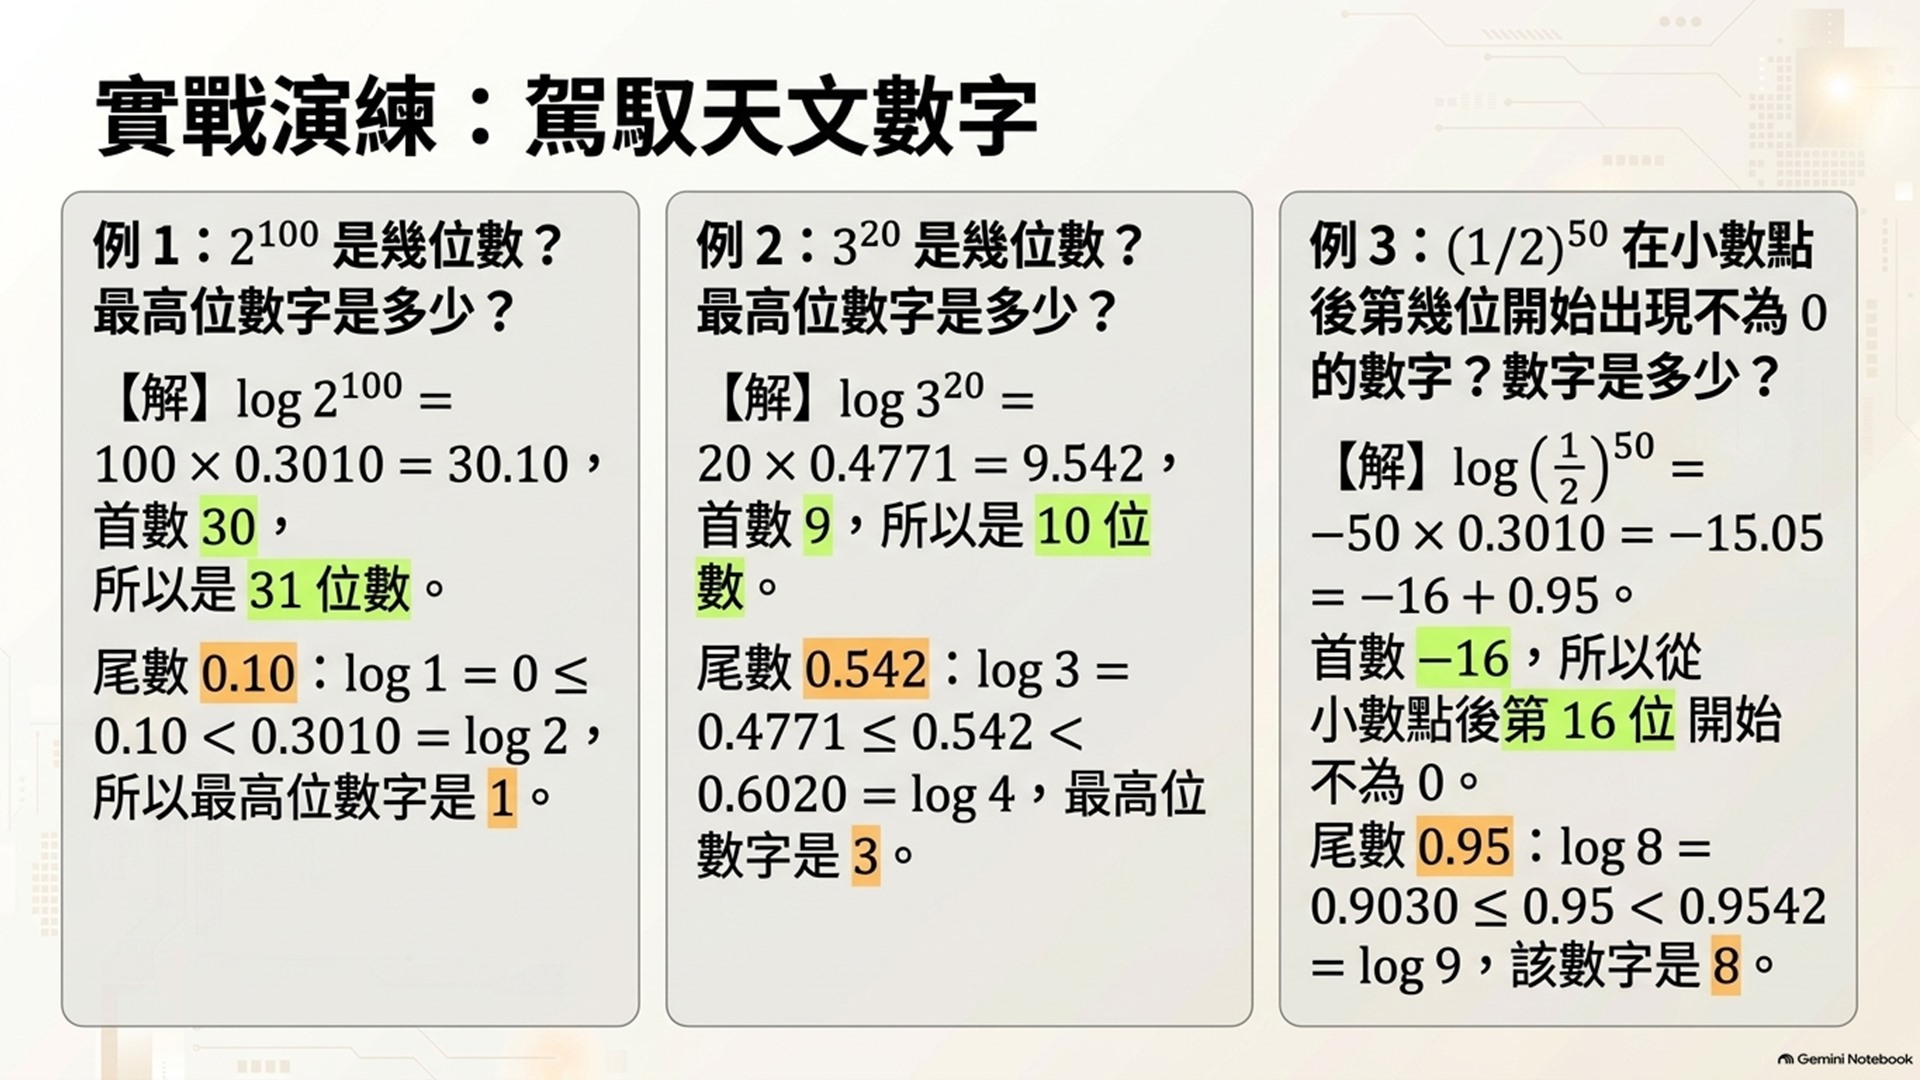 實戰演練：駕馭天文數字
例 1：2^100 是幾位數？
最高位數字是多少？
【解】log 2^100 =
100 × 0.3010 = 30.10，
首數 30，
所以是 31 位數。
尾數 0.10：log 1 = 0 ≤
0.10 < 0.3010 = log 2，
所以最高位數字是 1。
例 2：3^20 是幾位數？
最高位數字是多少？
【解】log 3^20 =
20 × 0.4771 = 9.542，
首數 9，所以是 10 位
數。
尾數 0.542：log 3 =
0.4771 ≤ 0.542 <
0.6020 = log 4，最高位
數字是 3。
例 3：(1/2)^50 在小數點
後第幾位開始出現不為 0
的數字？數字是多少？
【解】log (1/2)^50 =
−50 × 0.3010 = −15.05
= −16 + 0.95。
首數 −16，所以從
小數點後第 16 位 開始
不為 0。
尾數 0.95：log 8 =
0.9030 ≤ 0.95 < 0.9542
= log 9，該數字是 8。
Gemini Notebook